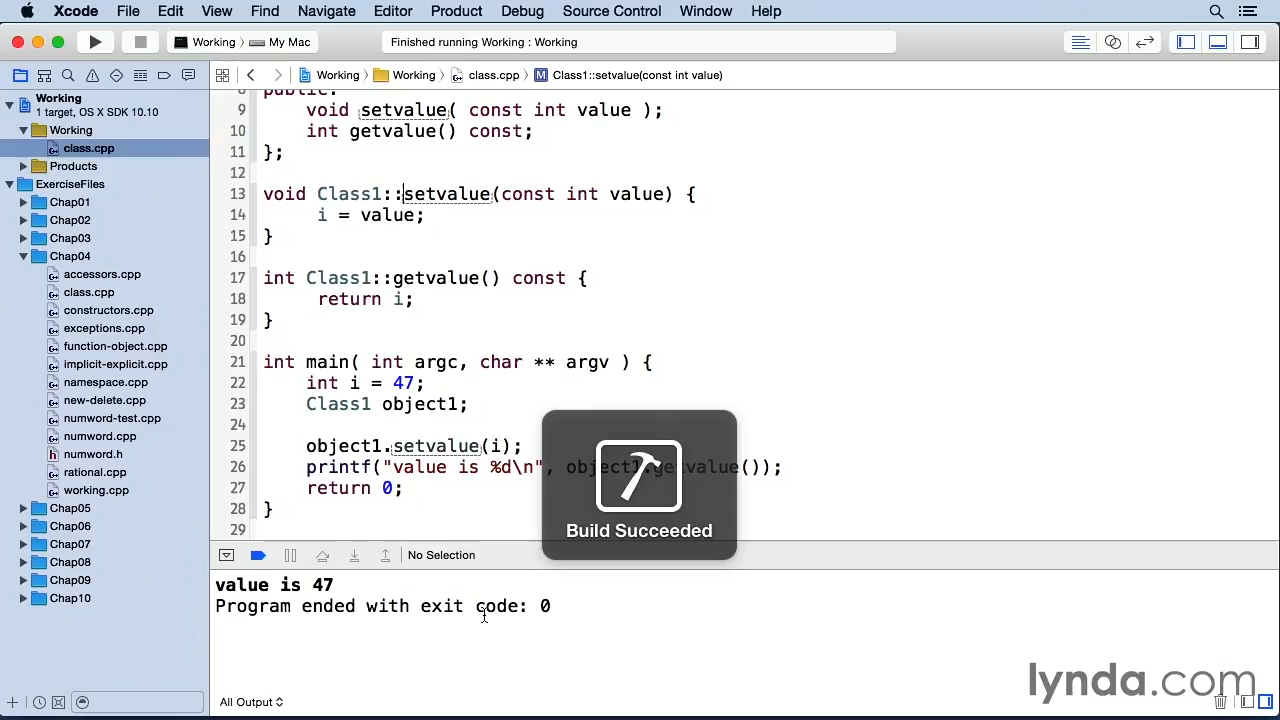 Xcode File Edit View Find Navigate Editor Product Debug Source Control Window Help
Working My Mac Finished running Working : Working
Working Working class.cpp M Class1::setvalue(const int value)
Working
1 target, OS X SDK 10.10
Working
class.cpp
Products
ExerciseFiles
Chap01
Chap02
Chap03
Chap04
accessors.cpp
class.cpp
constructors.cpp
exceptions.cpp
function-object.cpp
implicit-explicit.cpp
namespace.cpp
new-delete.cpp
numword-test.cpp
numword.cpp
numword.h
rational.cpp
working.cpp
Chap05
Chap06
Chap07
Chap08
Chap09
Chap10
8 public:
9 void setvalue( const int value );
10 int getvalue() const;
11 };
12
13 void Class1::setvalue(const int value) {
14 i = value;
15 }
16
17 int Class1::getvalue() const {
18 return i;
19 }
20
21 int main( int argc, char ** argv ) {
22 int i = 47;
23 Class1 object1;
24
25 object1.setvalue(i);
26 printf("value is %d\n", object1.getvalue());
27 return 0;
28 }
29
Build Succeeded
No Selection
value is 47
Program ended with exit code: 0
All Output
lynda.com